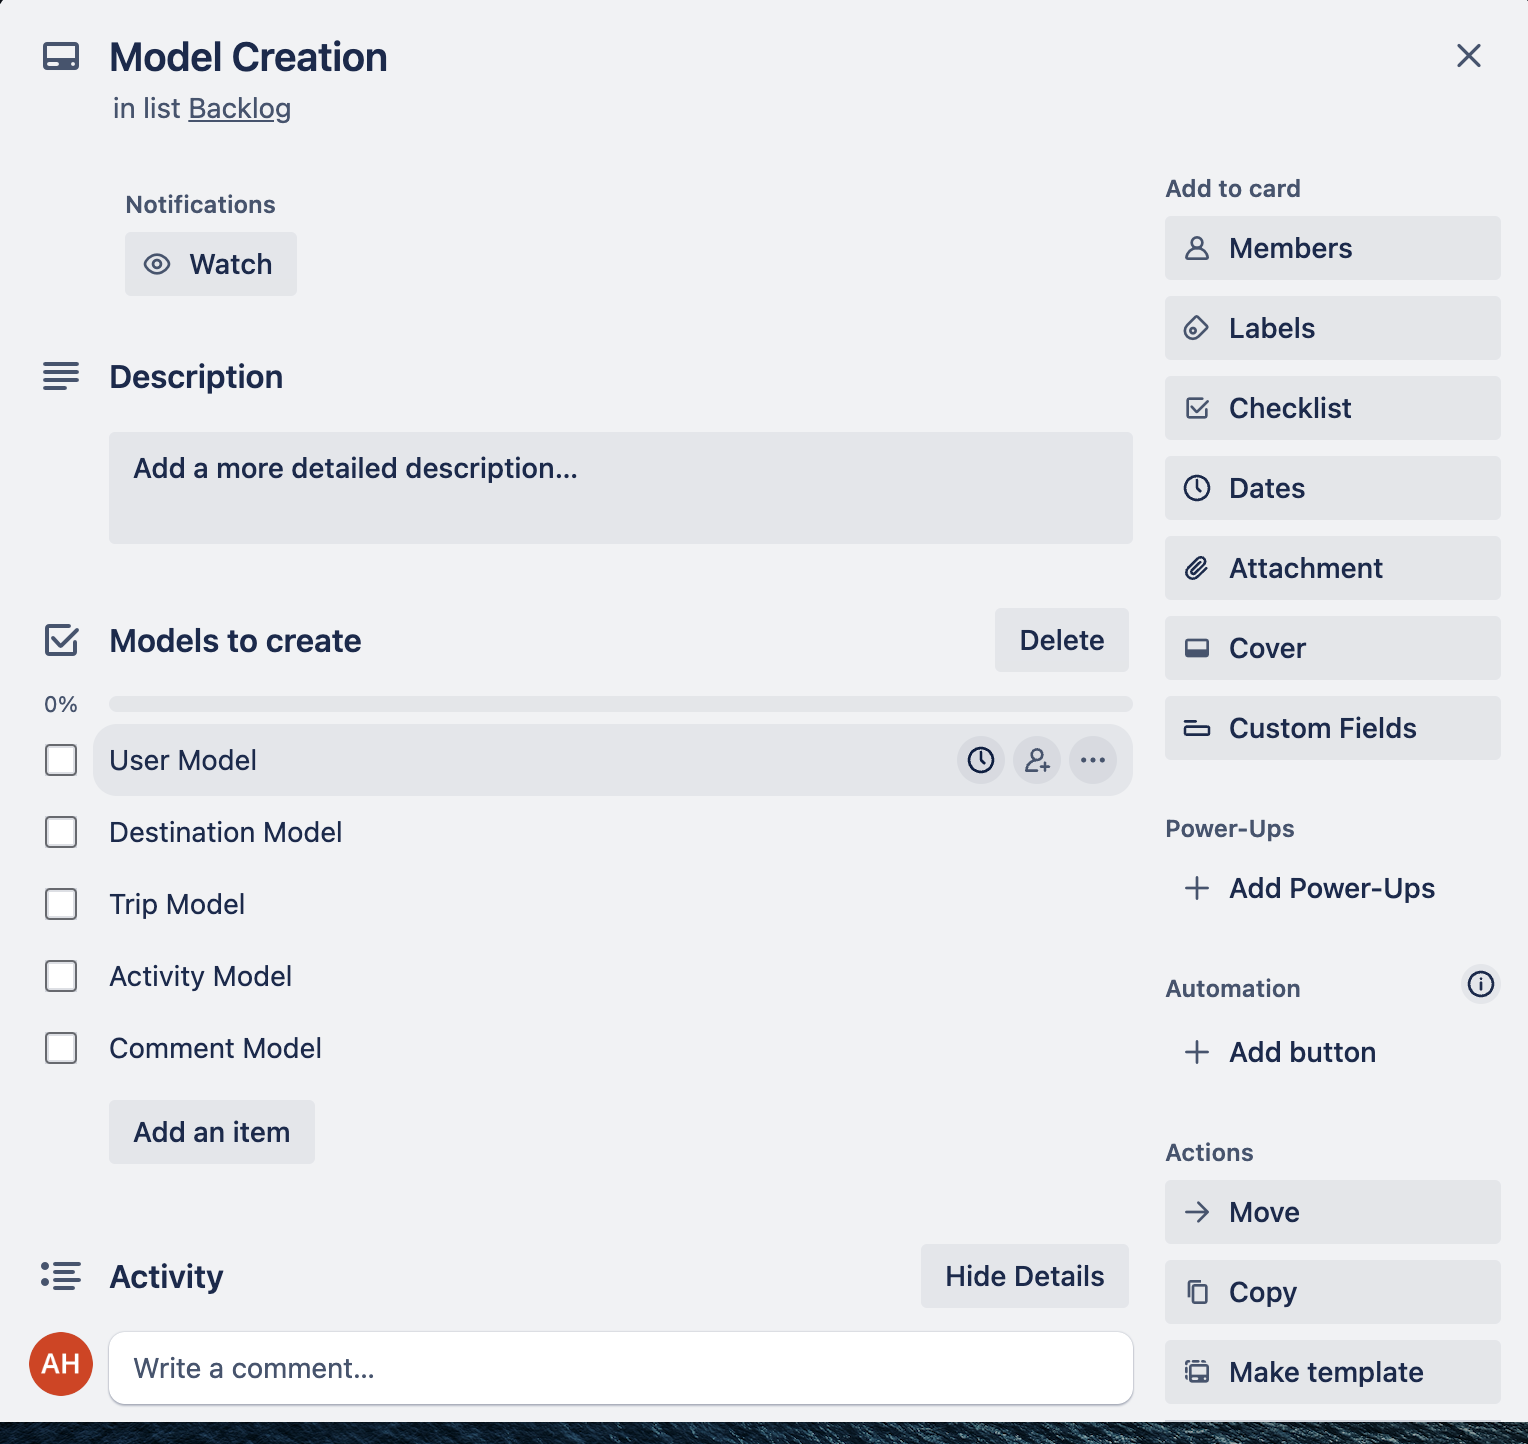 Model Creation
in list Backlog
Notifications
Watch
Description
Add a more detailed description...
Models to create
Delete
0%
User Model
Destination Model
Trip Model
Activity Model
Comment Model
Add an item
Activity
Hide Details
AH
Write a comment...
Add to card
Members
Labels
Checklist
Dates
Attachment
Cover
Custom Fields
Power-Ups
Add Power-Ups
Automation
Add button
Actions
Move
Copy
Make template